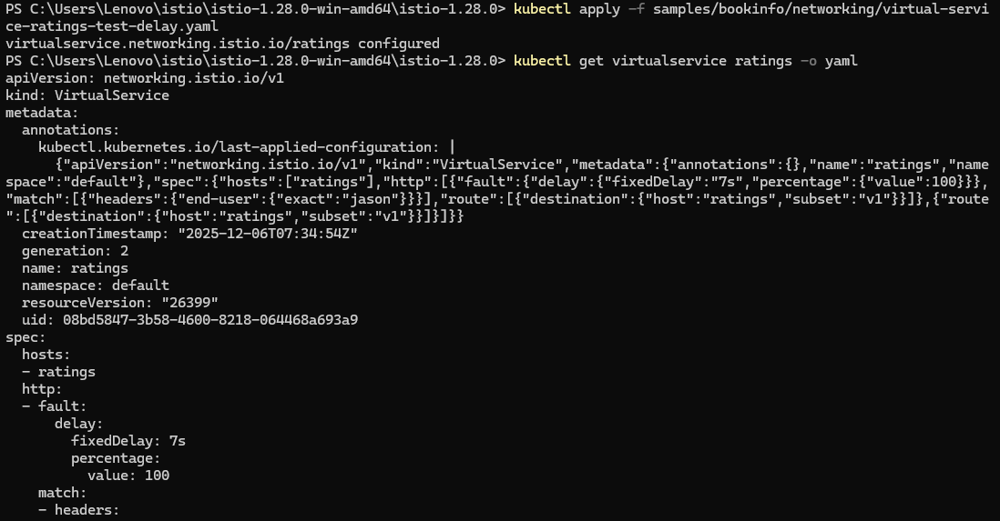 PS C:\Users\Lenovo\istio\istio-1.28.0-win-amd64\istio-1.28.0> kubectl apply -f samples/bookinfo/networking/virtual-servi
ce-ratings-test-delay.yaml
virtualservice.networking.istio.io/ratings configured
PS C:\Users\Lenovo\istio\istio-1.28.0-win-amd64\istio-1.28.0> kubectl get virtualservice ratings -o yaml
apiVersion: networking.istio.io/v1
kind: VirtualService
metadata:
  annotations:
    kubectl.kubernetes.io/last-applied-configuration: |
      {"apiVersion":"networking.istio.io/v1","kind":"VirtualService","metadata":{"annotations":{},"name":"ratings","name
space":"default"},"spec":{"hosts":["ratings"],"http":[{"fault":{"delay":{"fixedDelay":"7s","percentage":{"value":100}}},
"match":[{"headers":{"end-user":{"exact":"jason"}}}],"route":[{"destination":{"host":"ratings","subset":"v1"}}]},{"route
":[{"destination":{"host":"ratings","subset":"v1"}}]}]}}
  creationTimestamp: "2025-12-06T07:34:54Z"
  generation: 2
  name: ratings
  namespace: default
  resourceVersion: "26399"
  uid: 08bd5847-3b58-4600-8218-064468a693a9
spec:
  hosts:
  - ratings
  http:
  - fault:
      delay:
        fixedDelay: 7s
        percentage:
          value: 100
    match:
    - headers: